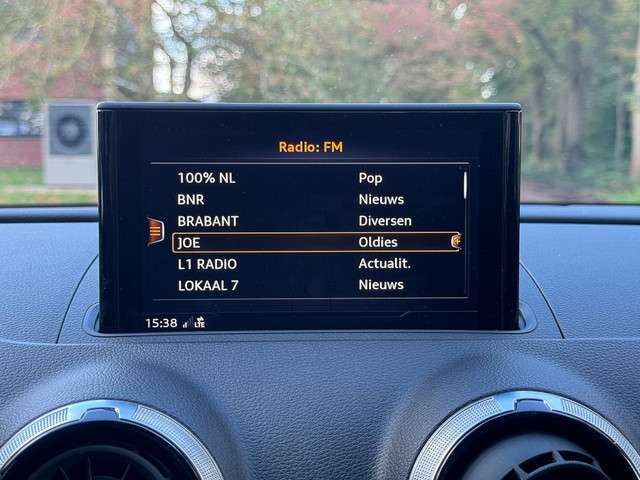 Radio: FM
100% NL Pop
BNR Nieuws
BRABANT Diversen
JOE Oldies
L1 RADIO Actualit.
LOKAAL 7 Nieuws
15:38 LTE